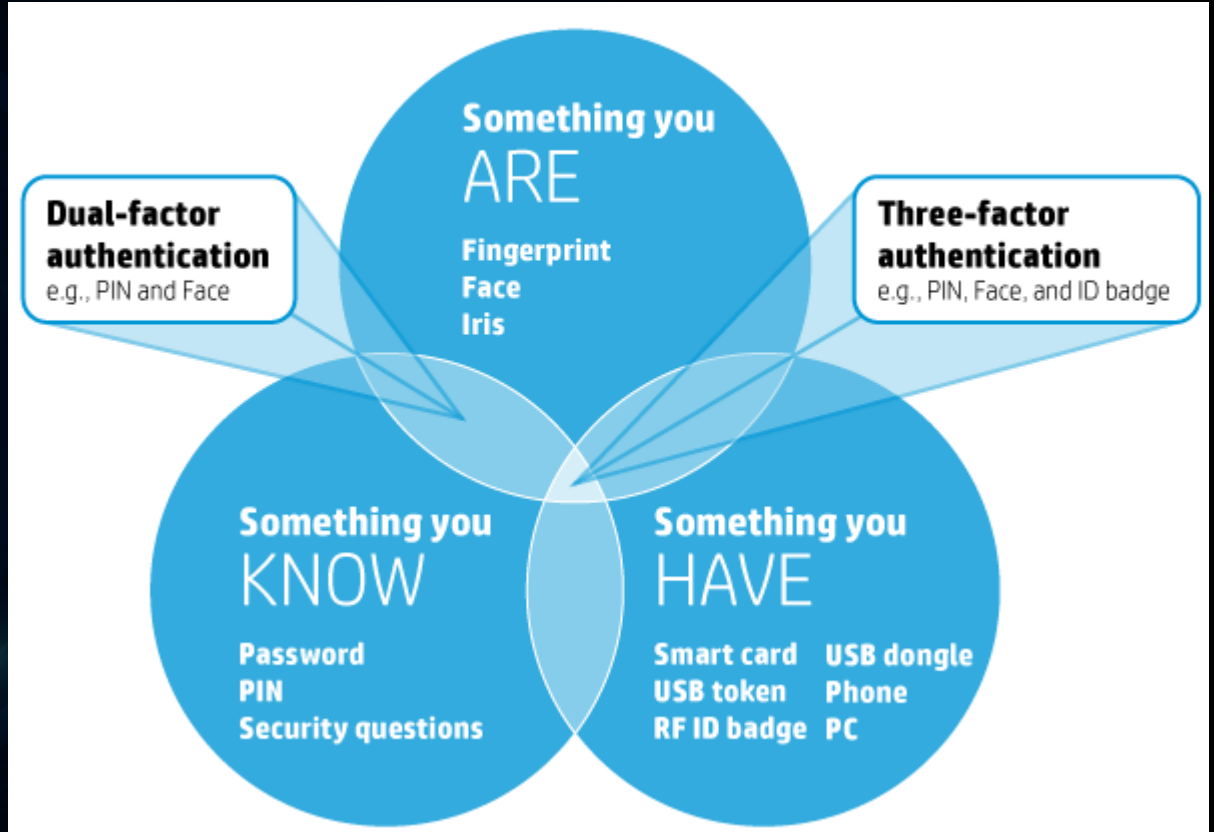 Something you
ARE
Fingerprint
Face
Iris
Dual-factor
authentication
e.g., PIN and Face
Three-factor
authentication
e.g., PIN, Face, and ID badge
Something you
KNOW
Password
PIN
Security questions
Something you
HAVE
Smart card
USB token
RF ID badge
USB dongle
Phone
PC